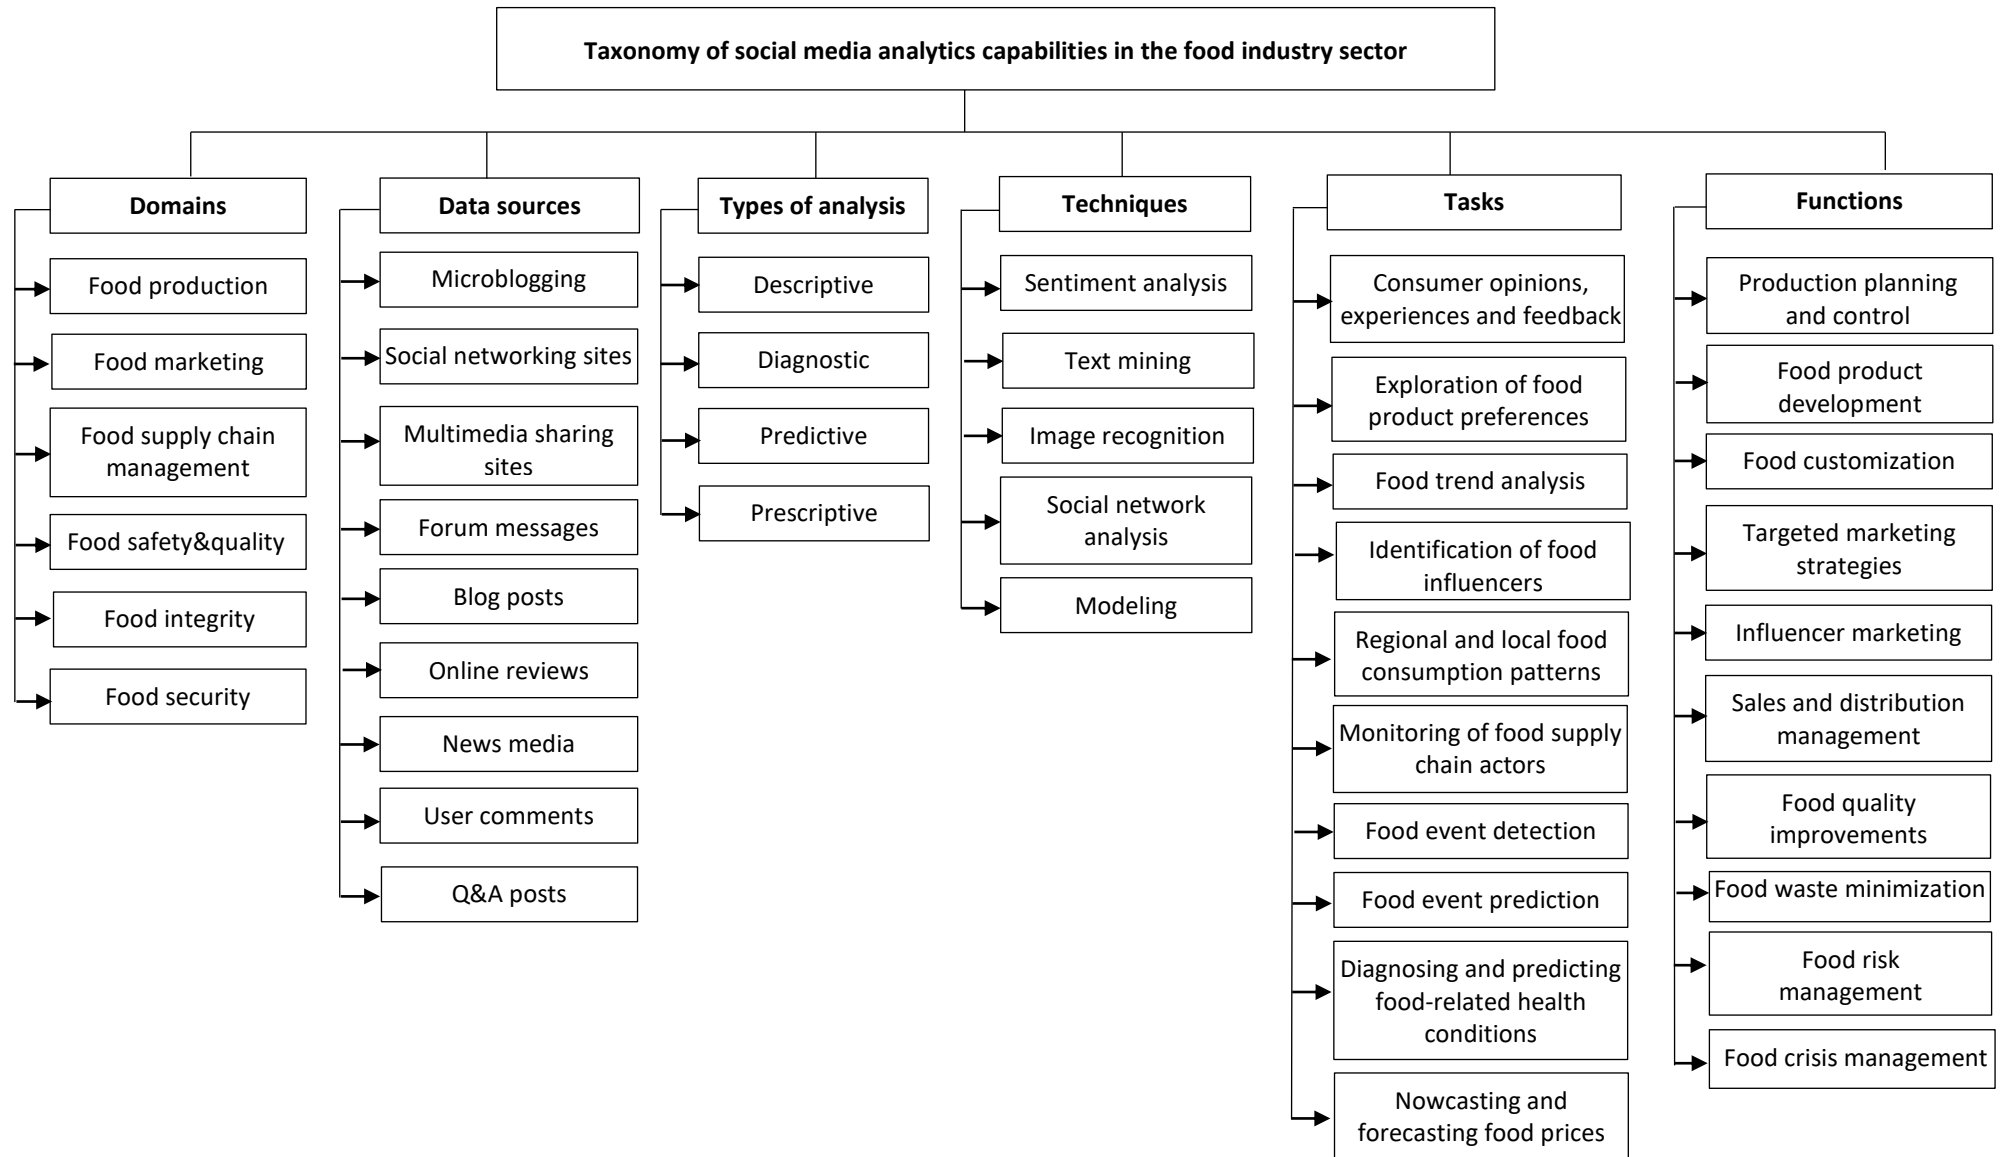 Taxonomy of social media analytics capabilities in the food industry sector
Domains
Food production
Food marketing
Food supply chain
management
Food safety&quality
Food integrity
Food security
Data sources
Microblogging
Social networking sites
Multimedia sharing
sites
Forum messages
Blog posts
Online reviews
News media
User comments
Q&A posts
Types of analysis
Descriptive
Diagnostic
Predictive
Prescriptive
Techniques
Sentiment analysis
Text mining
Image recognition
Social network
analysis
Modeling
Tasks
Consumer opinions,
experiences and feedback
Exploration of food
product preferences
Food trend analysis
Identification of food
influencers
Regional and local food
consumption patterns
Monitoring of food supply
chain actors
Food event detection
Food event prediction
Diagnosing and predicting
food-related health
conditions
Nowcasting and
forecasting food prices
Functions
Production planning
and control
Food product
development
Food customization
Targeted marketing
strategies
Influencer marketing
Sales and distribution
management
Food quality
improvements
Food waste minimization
Food risk
management
Food crisis management